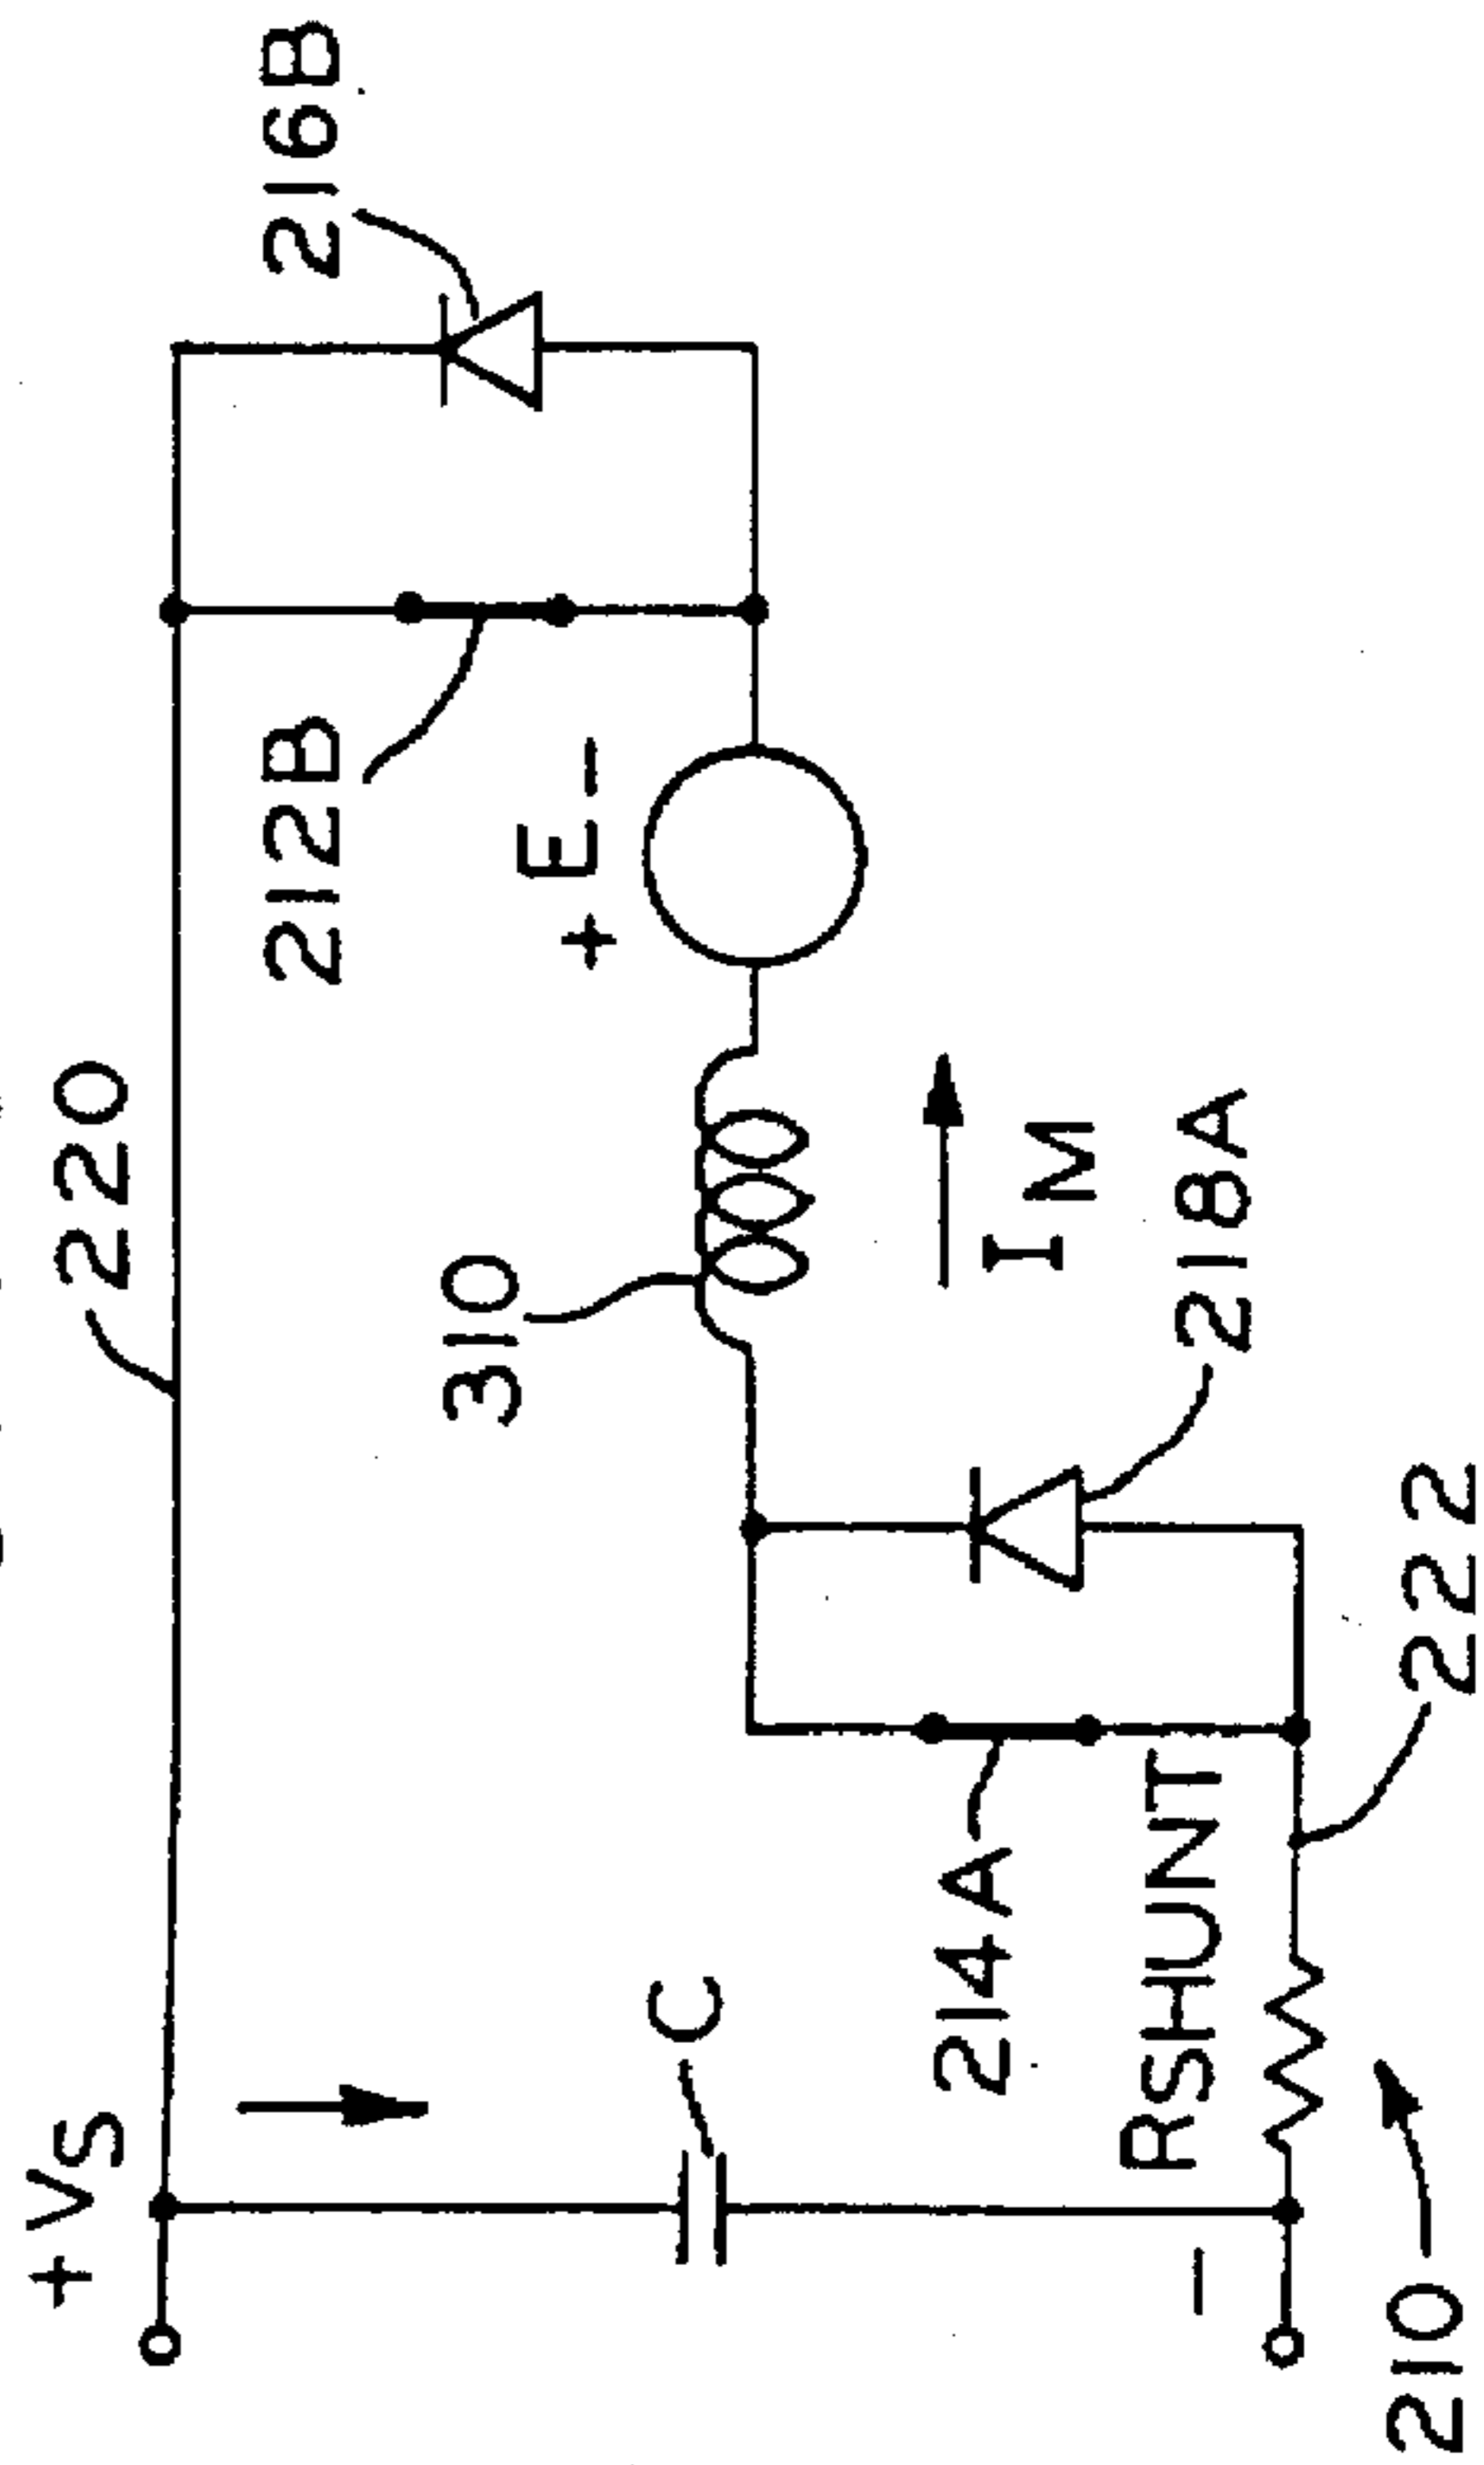 + VS
220
216B
212B
310
+ E -
C
IM
214A
218A
RSHUNT
-
222
210